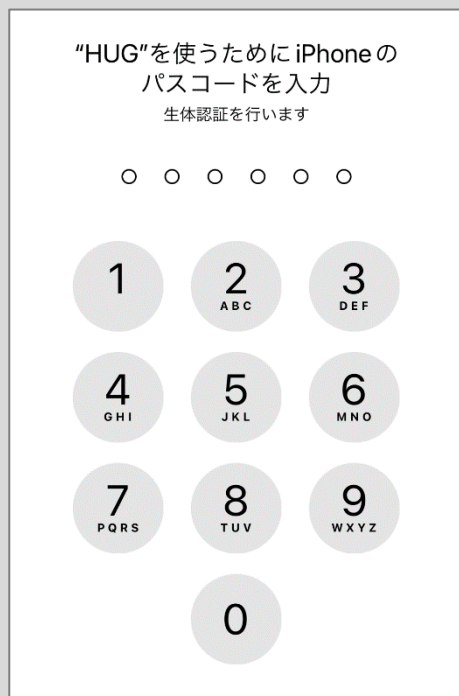 “HUG”を使うためにiPhoneの
パスコードを入力
生体認証を行います
1
2
ABC
3
DEF
4
GHI
5
JKL
6
MNO
7
PQRS
8
TUV
9
WXYZ
0